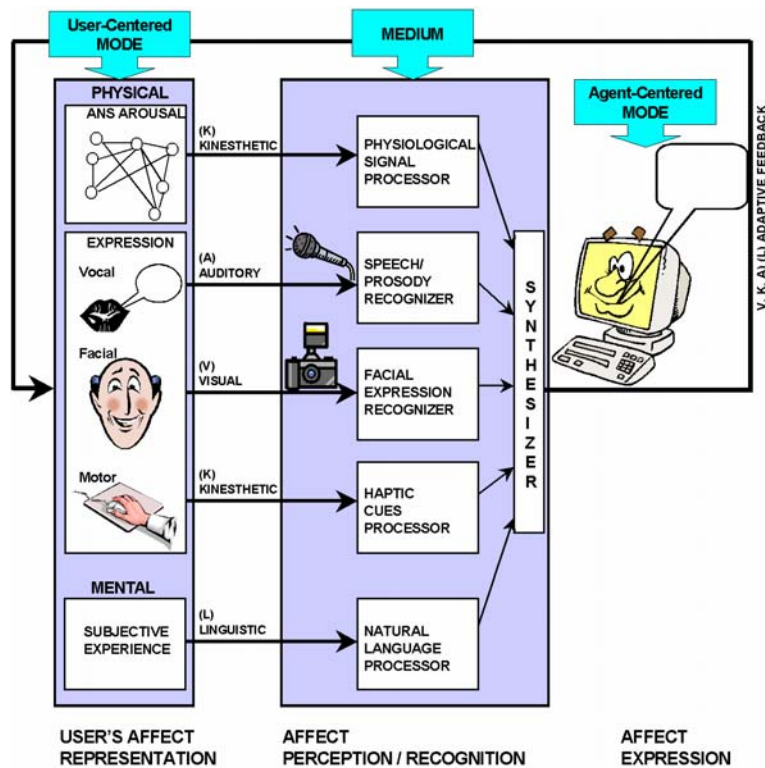 User-Centered
MODE
MEDIUM
Agent-Centered
MODE
PHYSICAL
ANS AROUSAL
(K)
KINESTHETIC
PHYSIOLOGICAL
SIGNAL
PROCESSOR
EXPRESSION
Vocal
(A)
AUDITORY
SPEECH/
PROSODY
RECOGNIZER
Facial
(V)
VISUAL
FACIAL
EXPRESSION
RECOGNIZER
Motor
(K)
KINESTHETIC
HAPTIC
CUES
PROCESSOR
MENTAL
SUBJECTIVE
EXPERIENCE
(L)
LINGUISTIC
NATURAL
LANGUAGE
PROCESSOR
SYNTHESIZER
V, K, A) (L) ADAPTIVE FEEDBACK
USER'S AFFECT
REPRESENTATION
AFFECT
PERCEPTION / RECOGNITION
AFFECT
EXPRESSION